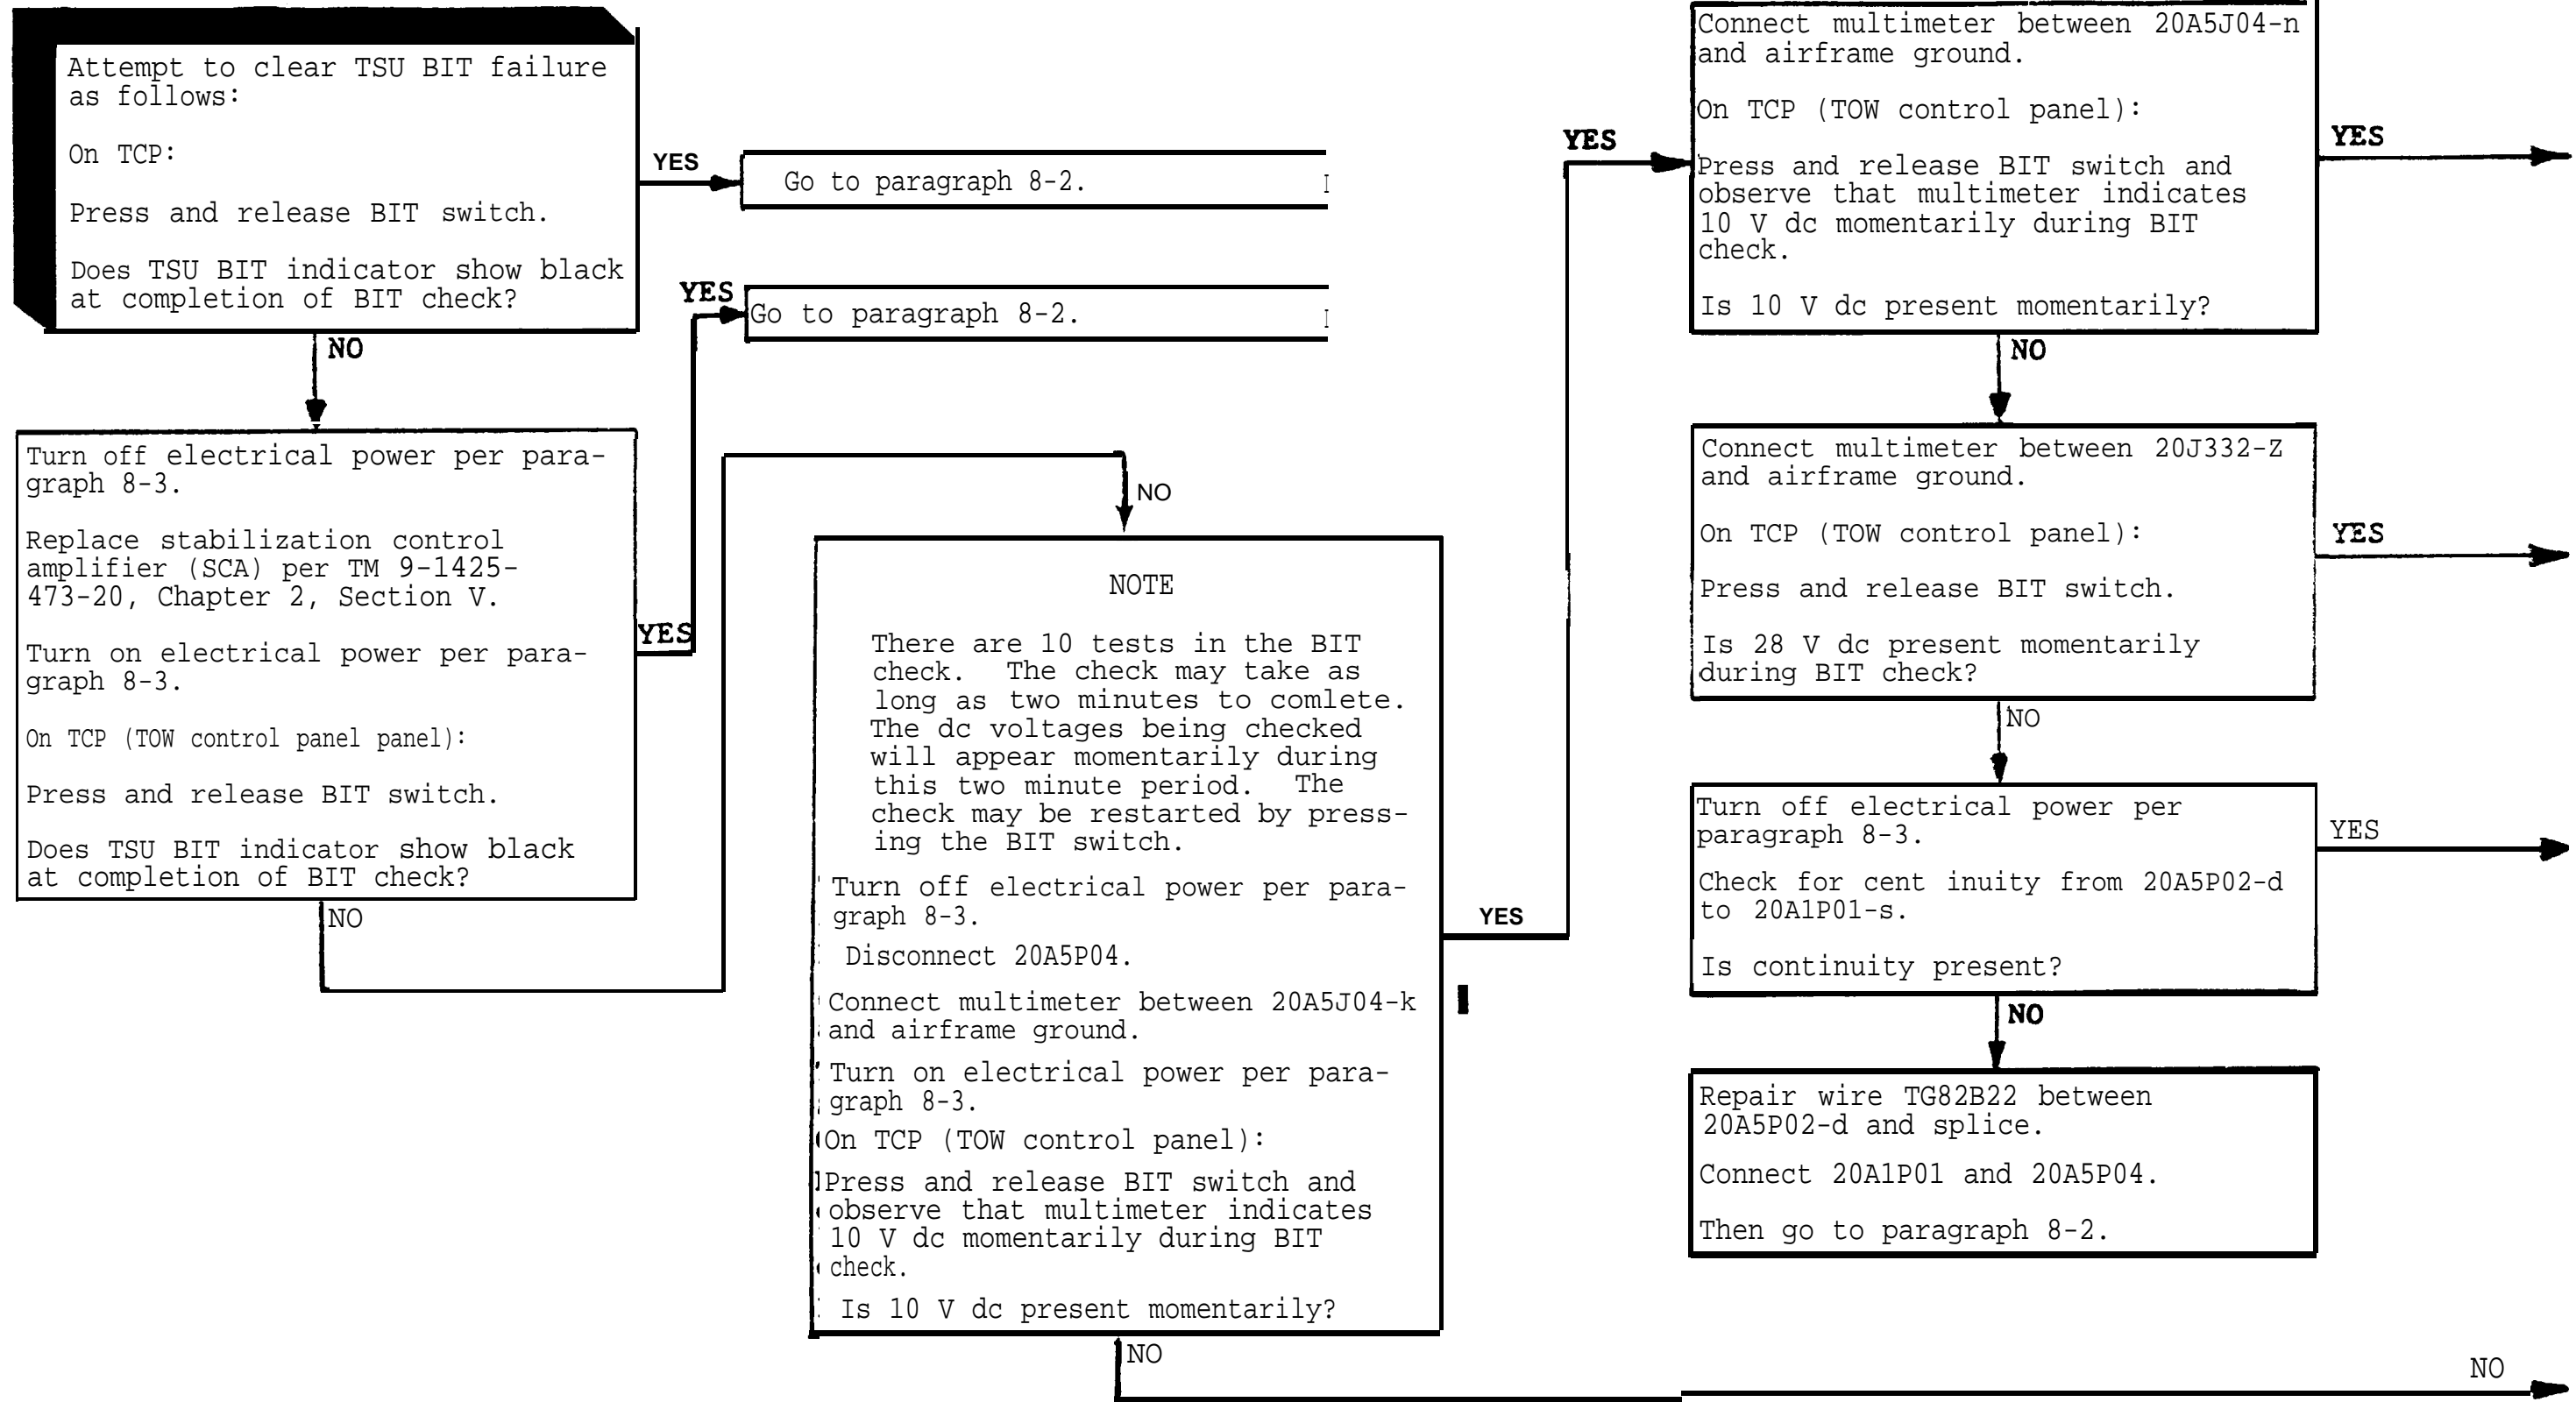 Attempt to clear TSU BIT failure
as follows:
On TCP:
Press and release BIT switch.
Does TSU BIT indicator show black
at completion of BIT check?
YES
Go to paragraph 8-2.
NO
Turn off electrical power per para-
graph 8-3.
Replace stabilization control
amplifier (SCA) per TM 9-1425-
473-20, Chapter 2, Section V.
Turn on electrical power per para-
graph 8-3.
On TCP (TOW control panel panel):
Press and release BIT switch.
Does TSU BIT indicator show black
at completion of BIT check?
YES
YES
Go to paragraph 8-2.
NO
NO
NOTE
There are 10 tests in the BIT
check. The check may take as
long as two minutes to comlete.
The dc voltages being checked
will appear momentarily during
this two minute period. The
check may be restarted by press-
ing the BIT switch.
Turn off electrical power per para-
graph 8-3.
Disconnect 20A5P04.
Connect multimeter between 20A5J04-k
and airframe ground.
Turn on electrical power per para-
graph 8-3.
On TCP (TOW control panel):
Press and release BIT switch and
observe that multimeter indicates
10 V dc momentarily during BIT
check.
Is 10 V dc present momentarily?
YES
NO
NO
YES
Connect multimeter between 20A5J04-n
and airframe ground.
On TCP (TOW control panel):
Press and release BIT switch and
observe that multimeter indicates
10 V dc momentarily during BIT
check.
Is 10 V dc present momentarily?
YES
NO
Connect multimeter between 20J332-Z
and airframe ground.
On TCP (TOW control panel):
Press and release BIT switch.
Is 28 V dc present momentarily
during BIT check?
YES
NO
Turn off electrical power per
paragraph 8-3.
Check for cent inuity from 20A5P02-d
to 20A1P01-s.
Is continuity present?
YES
NO
Repair wire TG82B22 between
20A5P02-d and splice.
Connect 20A1P01 and 20A5P04.
Then go to paragraph 8-2.